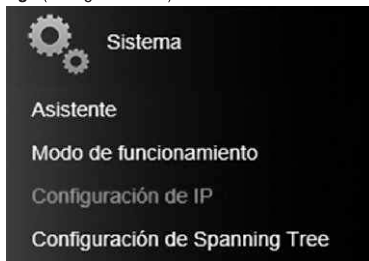 Sistema
Asistente
Modo de funcionamiento
Configuración de IP
Configuración de Spanning Tree